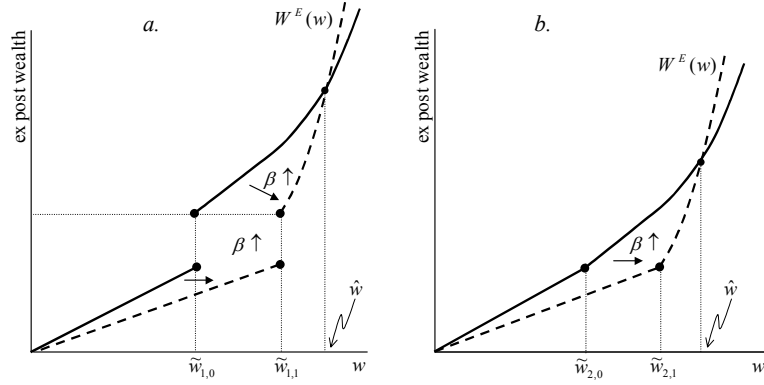 a.
W^E(w)
ex post wealth
β ↑
β ↑
ŵ
w̃_{1,0}
w̃_{1,1}
w
b.
W^E(w)
ex post wealth
β ↑
ŵ
w̃_{2,0}
w̃_{2,1}
w